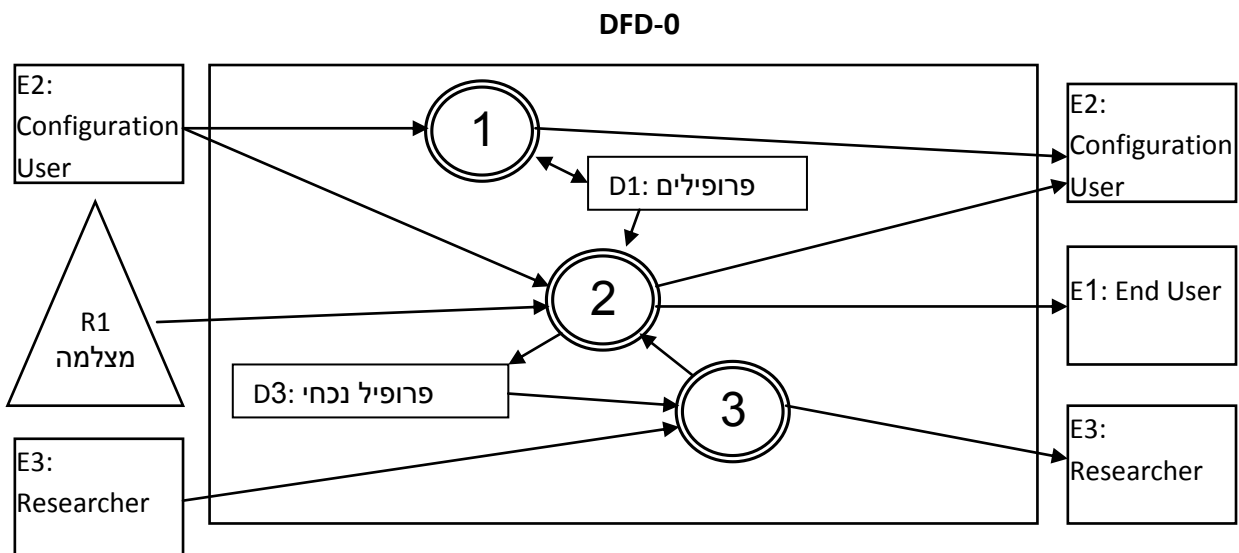 DFD-0
E2:
Configuration
User
1
E2:
Configuration
User
D1: פרופילים
2
E1: End User
R1
מצלמה
D3: פרופיל נכחי
3
E3:
Researcher
E3:
Researcher